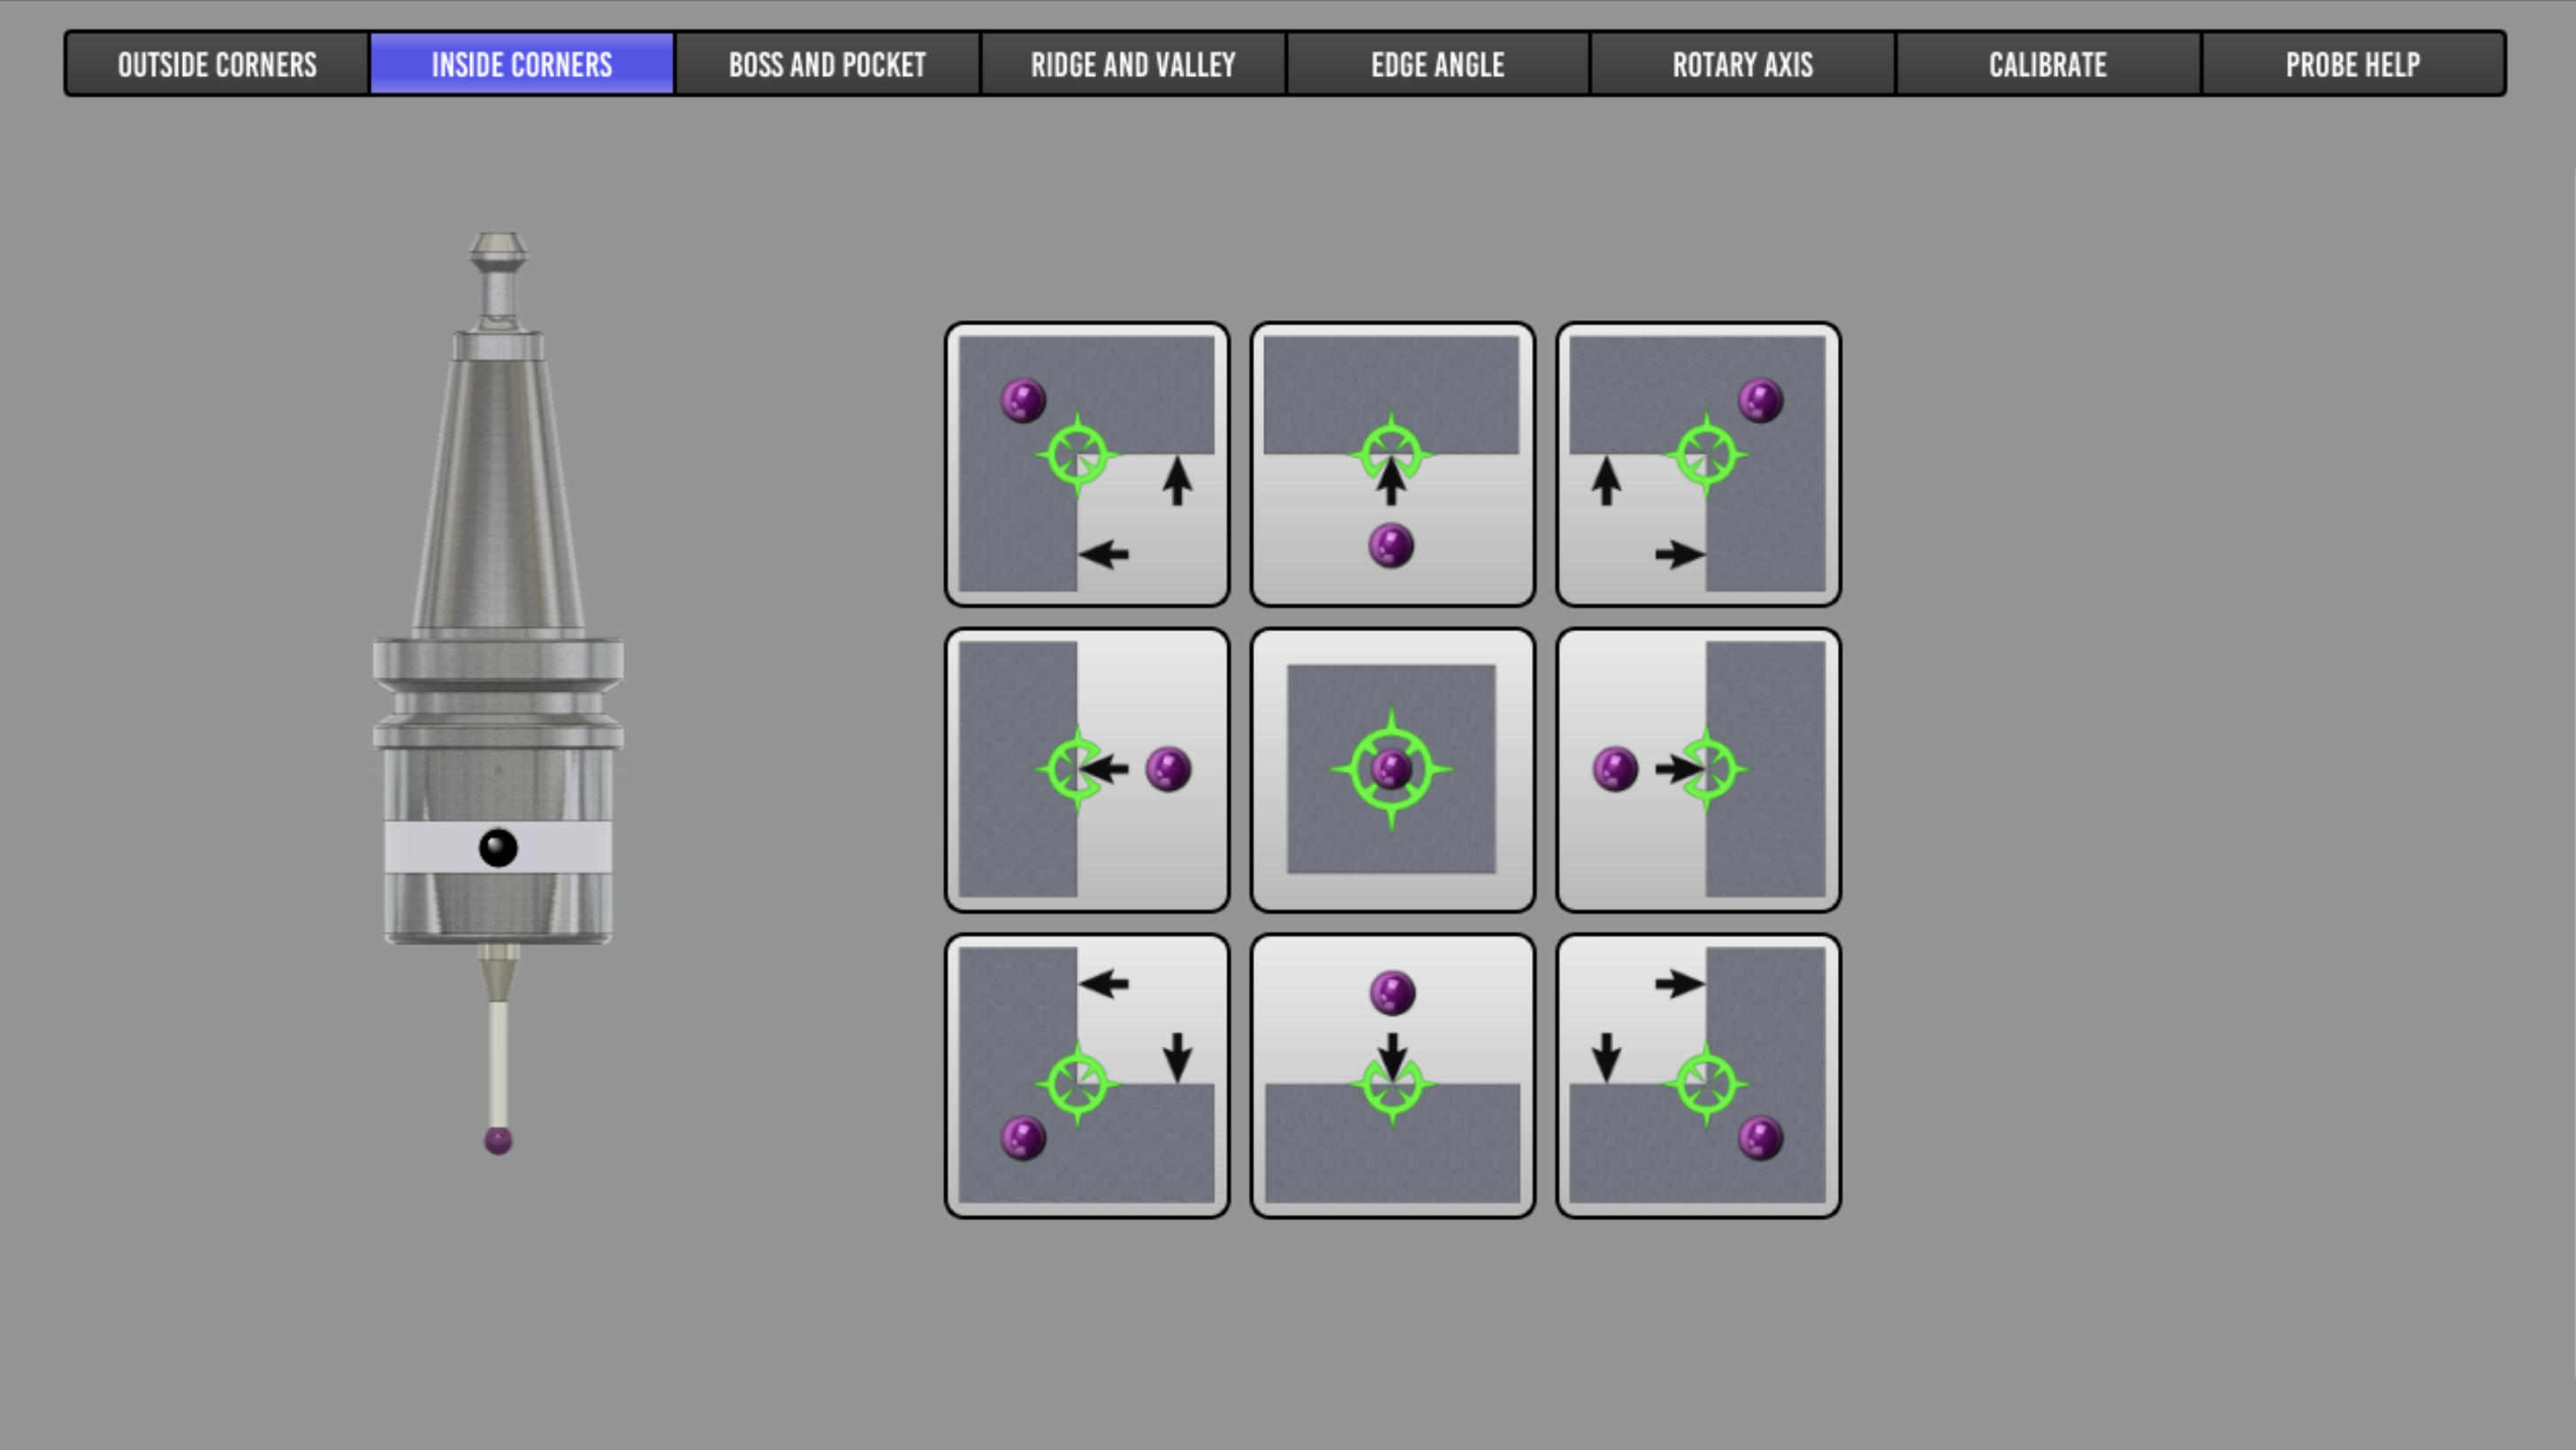 OUTSIDE CORNERS
INSIDE CORNERS
BOSS AND POCKET
RIDGE AND VALLEY
EDGE ANGLE
ROTARY AXIS
CALIBRATE
PROBE HELP